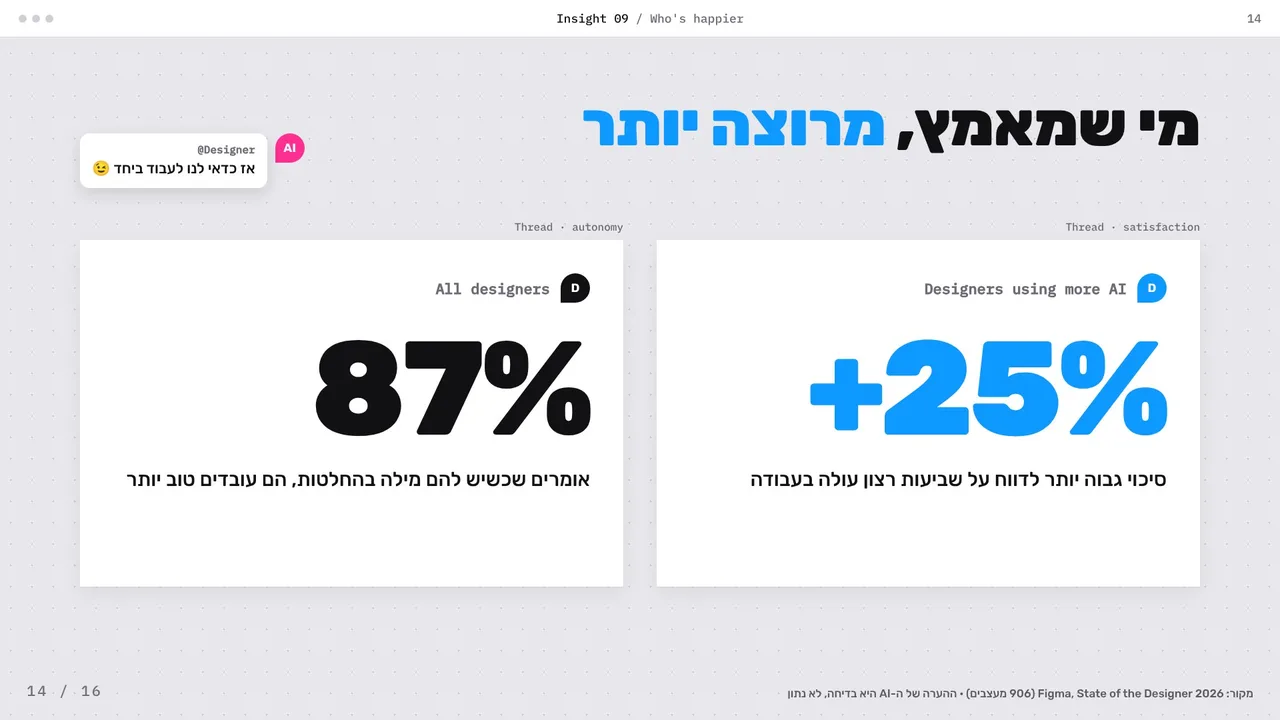 Insight 09 / Who's happier
14
מי שמאמץ, מרוצה יותר
AI
@Designer
אז כדאי לנו לעבוד ביחד 😉
Thread · satisfaction
D
Designers using more AI
+25%
סיכוי גבוה יותר לדווח על שביעות רצון עולה בעבודה
Thread · autonomy
D
All designers
87%
אומרים שכשיש להם מילה בהחלטות, הם עובדים טוב יותר
מקור: Figma, State of the Designer 2026 (906 מעצבים) · ההערה של ה-AI היא בדיחה, לא נתון
14 / 16